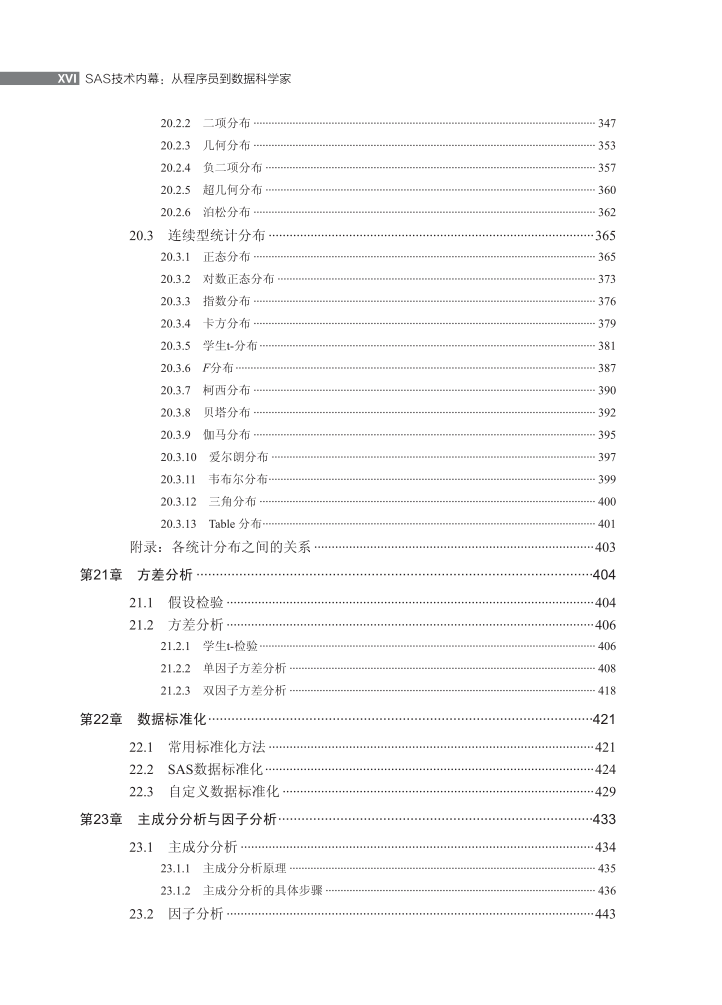 XVI SAS技术内幕：从程序员到数据科学家
20.2.2 二项分布 347
20.2.3 几何分布 353
20.2.4 负二项分布 357
20.2.5 超几何分布 360
20.2.6 泊松分布 362
20.3 连续型统计分布 365
20.3.1 正态分布 365
20.3.2 对数正态分布 373
20.3.3 指数分布 376
20.3.4 卡方分布 379
20.3.5 学生t-分布 381
20.3.6 F分布 387
20.3.7 柯西分布 390
20.3.8 贝塔分布 392
20.3.9 伽马分布 395
20.3.10 爱尔朗分布 397
20.3.11 韦布尔分布 399
20.3.12 三角分布 400
20.3.13 Table 分布 401
附录：各统计分布之间的关系 403
第21章 方差分析 404
21.1 假设检验 404
21.2 方差分析 406
21.2.1 学生t-检验 406
21.2.2 单因子方差分析 408
21.2.3 双因子方差分析 418
第22章 数据标准化 421
22.1 常用标准化方法 421
22.2 SAS数据标准化 424
22.3 自定义数据标准化 429
第23章 主成分分析与因子分析 433
23.1 主成分分析 434
23.1.1 主成分分析原理 435
23.1.2 主成分分析的具体步骤 436
23.2 因子分析 443